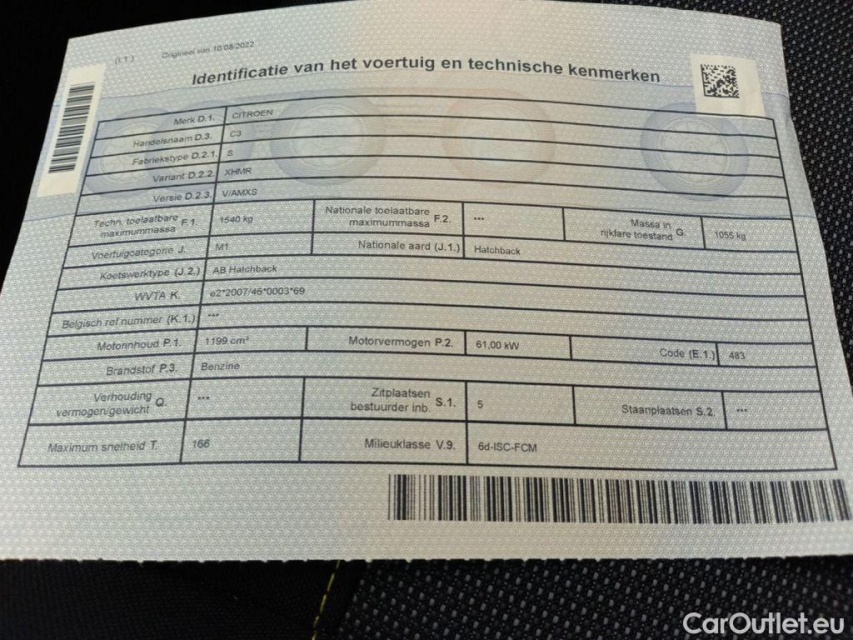 (I.T.) Origineel van 10/08/2022
Identificatie van het voertuig en technische kenmerken
Merk D.1. CITROEN
Handelsnaam D.3. C3
Fabriekstype D.2.1 S
Variant D.2.2. XHMR
Versie D.2.3. V/AMXS
Techn. toelaatbare maximummassa F.1. 1540 kg Nationale toelaatbare maximummassa F.2. *** Massa in rijklare toestand G. 1055 kg
Voertuigcategorie J. M1 Nationale aard (J.1.) Hatchback
Koetswerktype (J.2.) AB Hatchback
WVTA K. e2*2007/46*0003*69
Belgisch ref nummer (K.1.) ***
Motorinhoud P.1. 1199 cm³ Motorvermogen P.2. 61,00 kW Code (E.1.) 483
Brandstof P.3. Benzine
Verhouding vermogen/gewicht Q. *** Zitplaatsen bestuurder inb. S.1. 5 Staanplaatsen S.2. ***
Maximum snelheid T. 166 Milieuklasse V.9. 6d-ISC-FCM
CarOutlet.eu